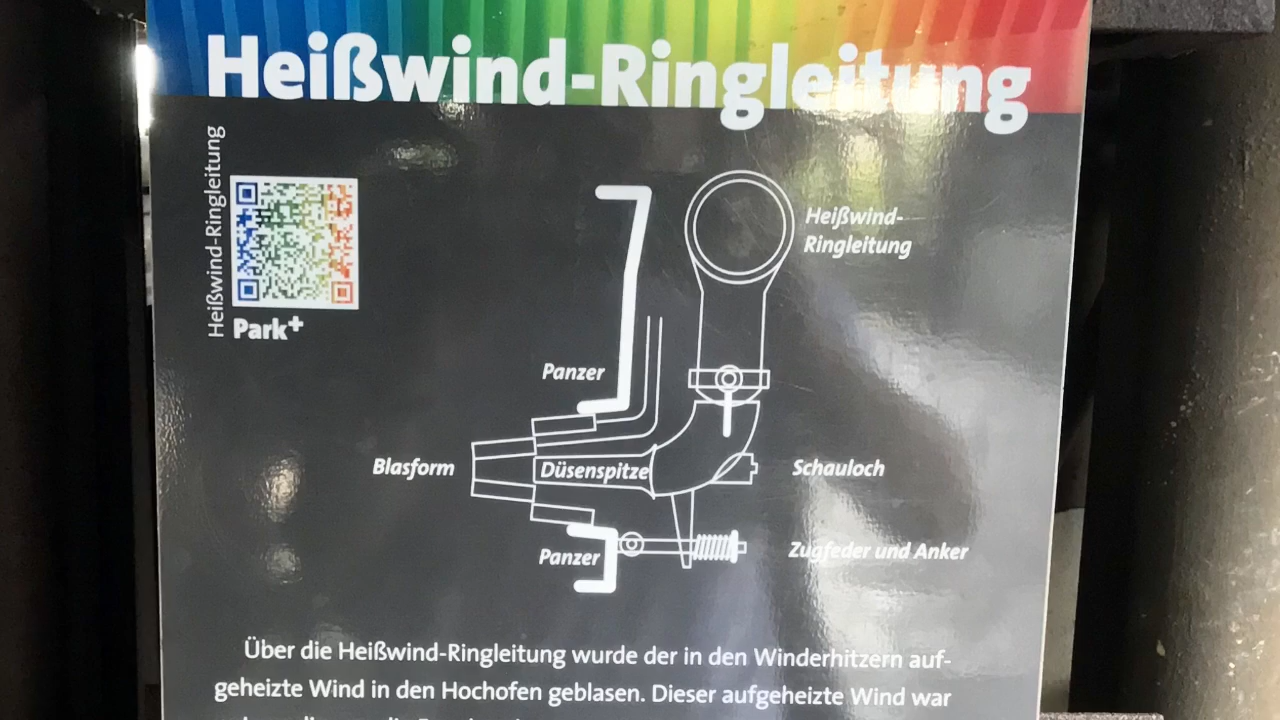 Heißwind-Ringleitung
Heißwind-Ringleitung
Park+
Heißwind-
Ringleitung
Panzer
Blasform
Düsenspitze
Schauloch
Panzer
Zugfeder und Anker
Über die Heißwind-Ringleitung wurde der in den Winderhitzern auf-
geheizte Wind in den Hochofen geblasen. Dieser aufgeheizte Wind war